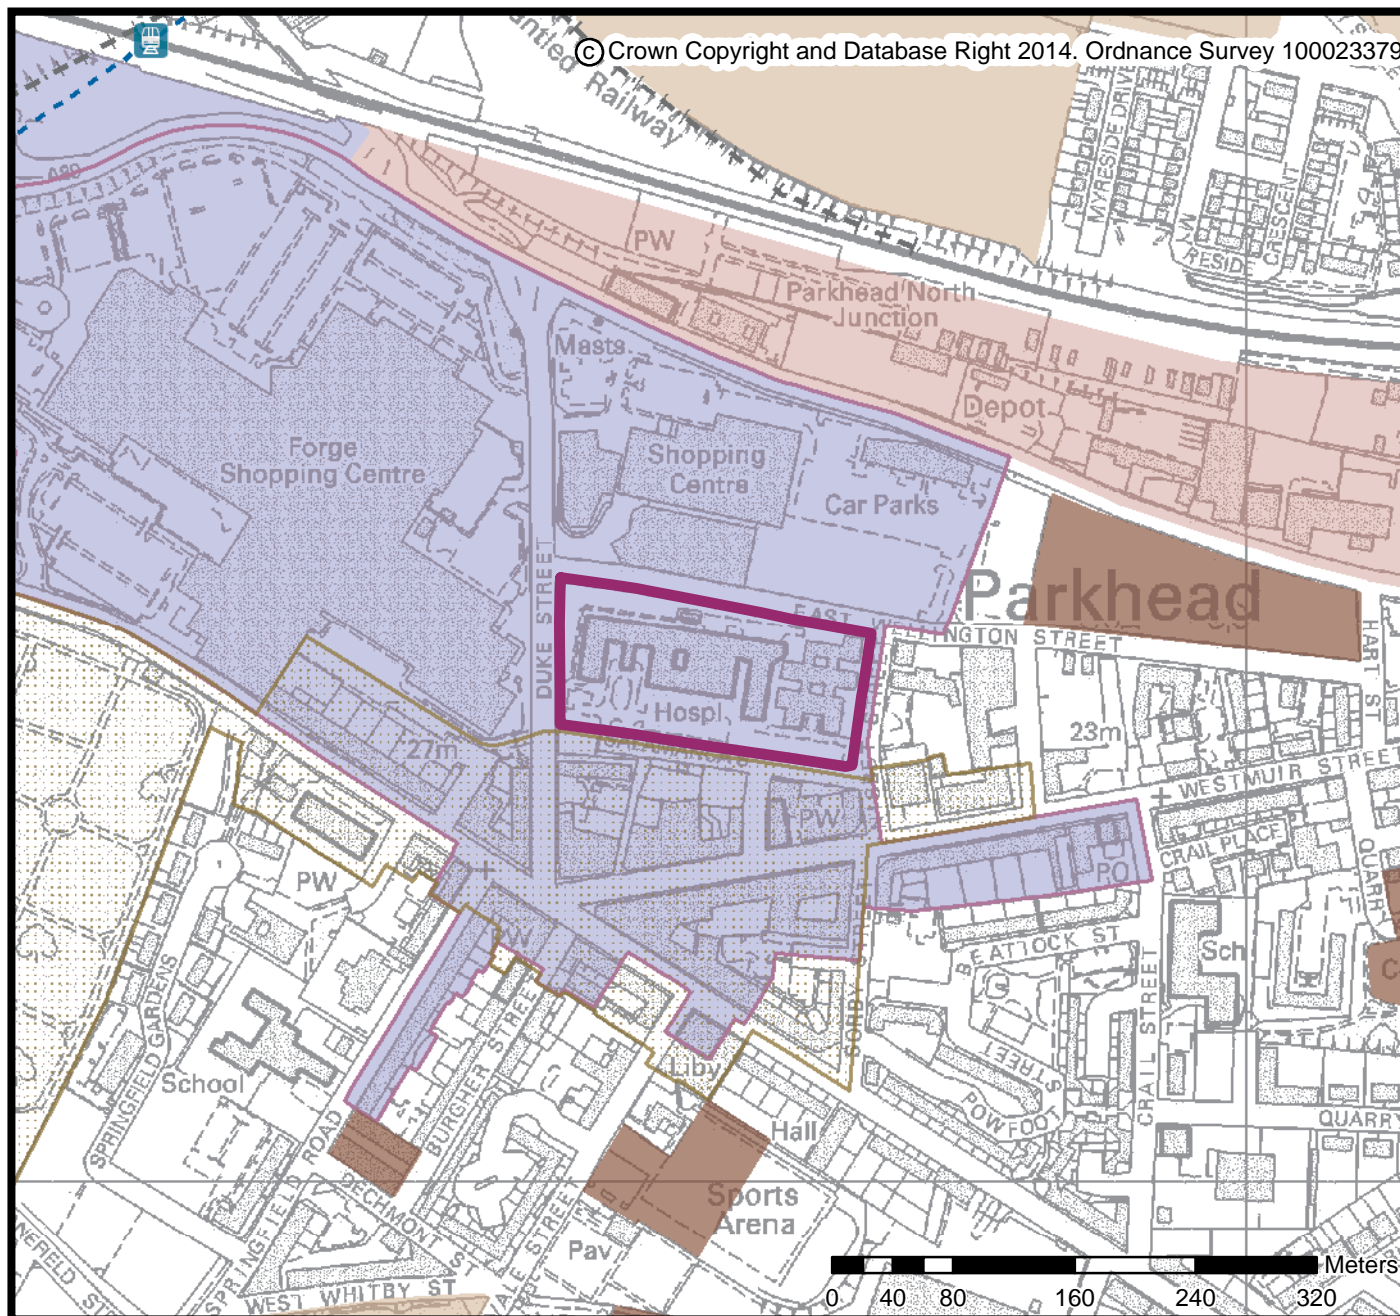 © Crown Copyright and Database Right 2014. Ordnance Survey 100023379
Railway
MYRESIDE DRIVE
CRESCENT
PW
Parkhead North
Junction
Masts
Depot
Forge
Shopping Centre
Shopping
Centre
Car Parks
DUKE STREET
Parkhead
EAST
STREET
HART ST
Hospl
27m
23m
WESTMUIR STREET
PW
CRAIL PLACE
PO
PW
BEATTOCK ST
Sch
SPRINGFIELD GARDENS
School
BURGHER STREET
Liby
Hall
STREET
POWFOOT
CRAIL STREET
QUARR
SPRINGFIELD ROAD
DECHMONT ST
STREET
Sports
Arena
Pav
WEST WHITBY ST
Meters
0 40 80 160 240 320